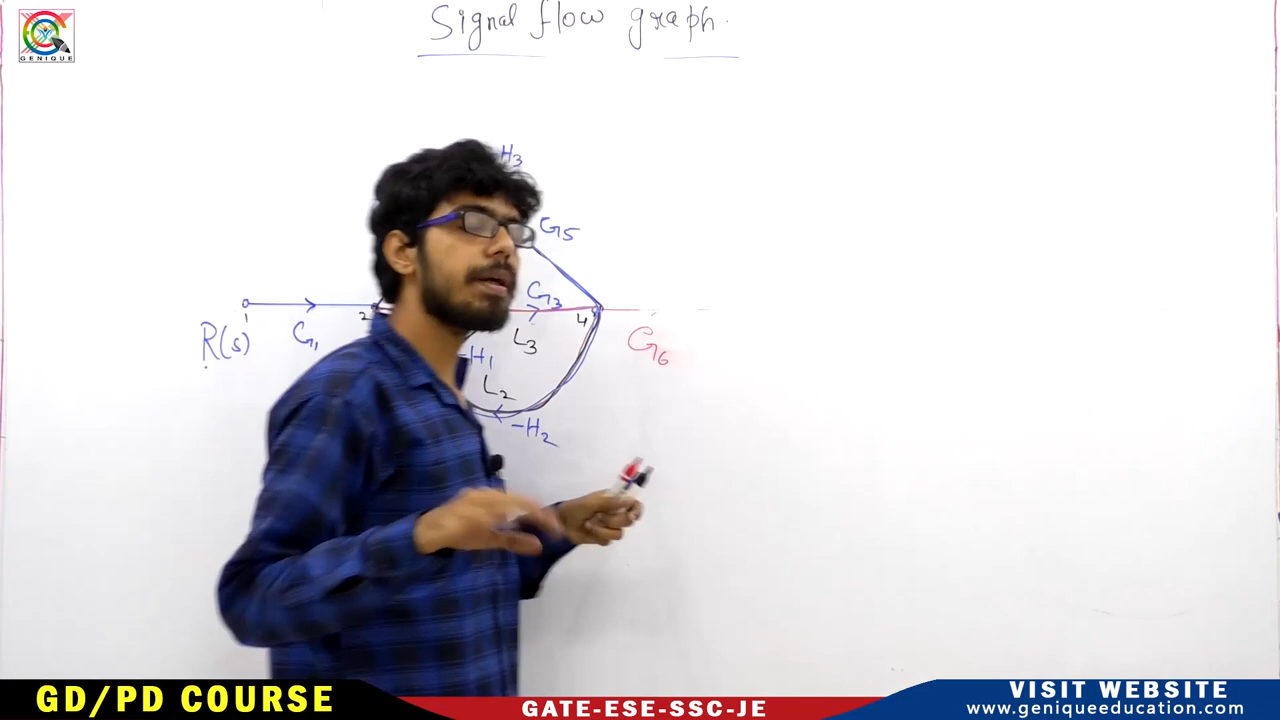 GENIQUE
Signal flow graph
H3
G5
G3
1
2
4
R(s)
G1
L3
G6
-H1
L2
-H2
GD/PD COURSE
GATE-ESE-SSC-JE
VISIT WEBSITE
www.geniqueeducation.com